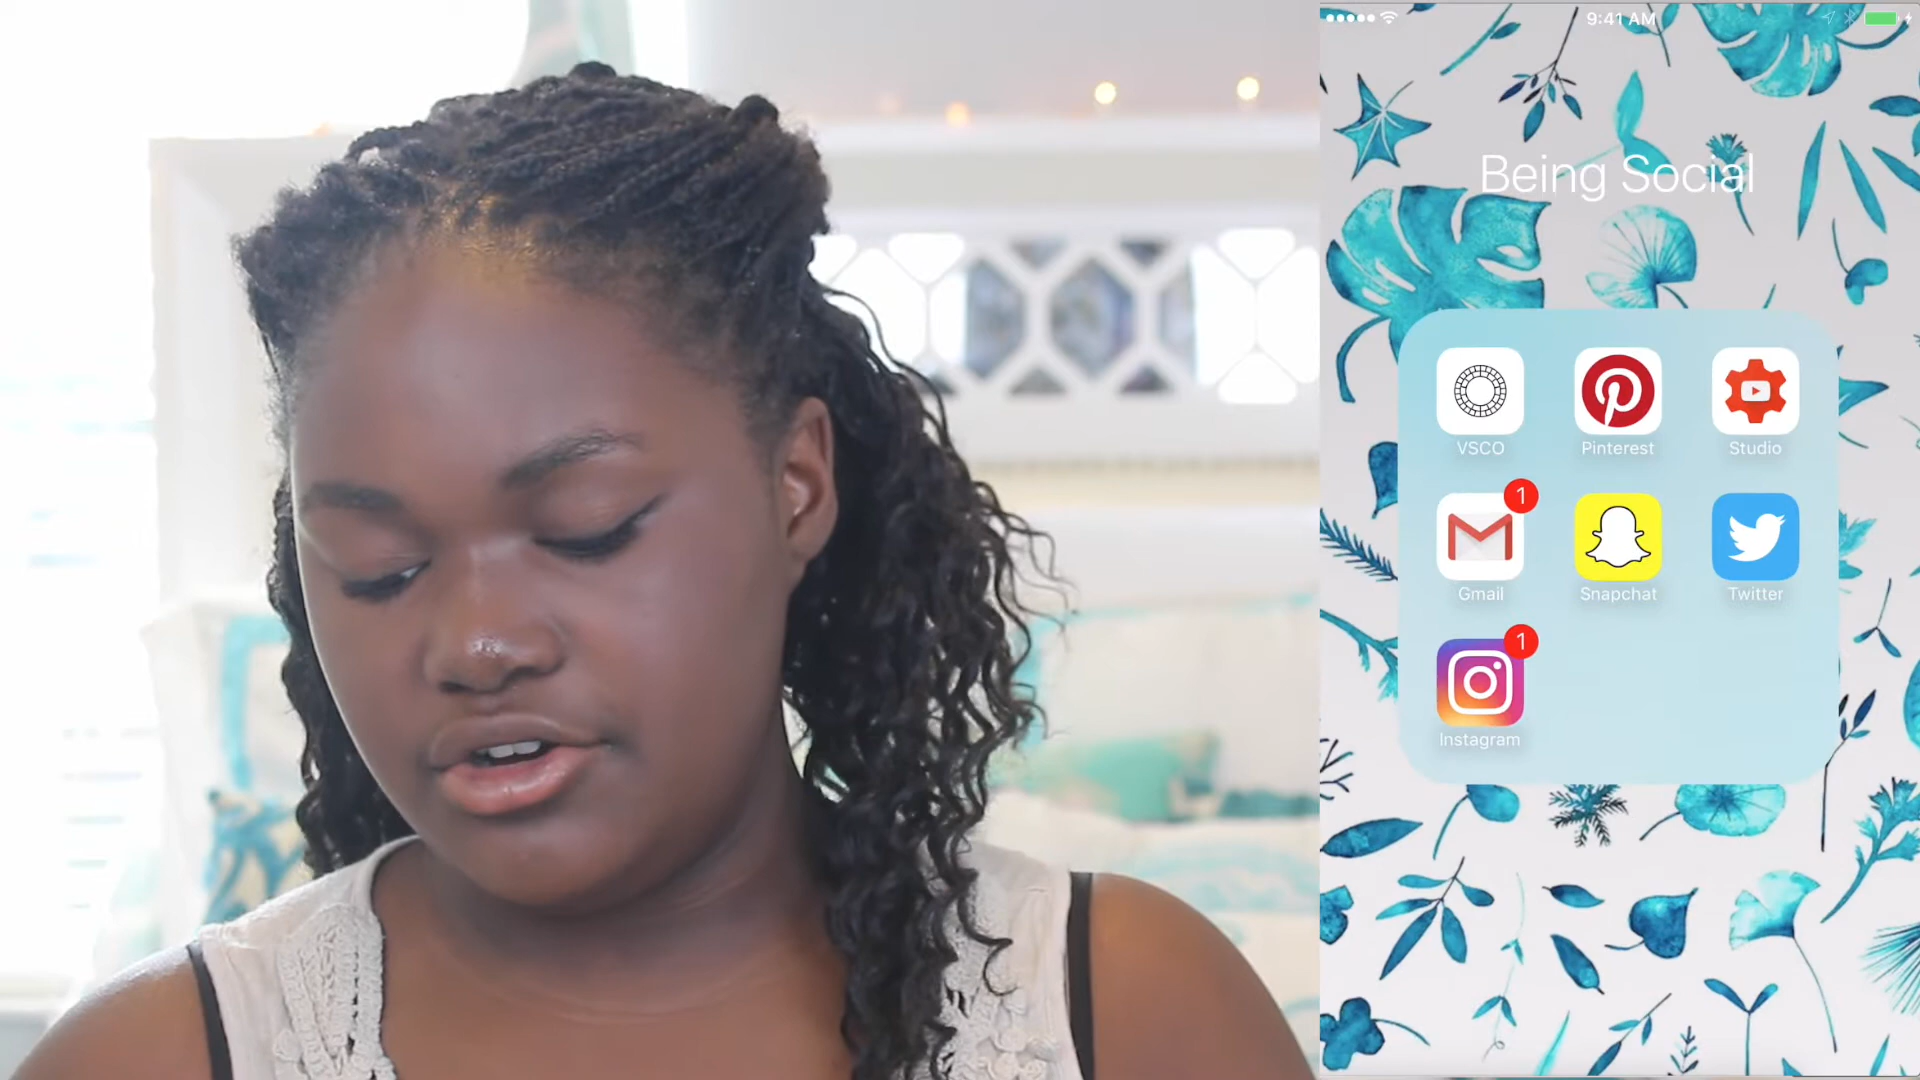 9:41 AM
Being Social
VSCO
Pinterest
Studio
1
Gmail
Snapchat
Twitter
1
Instagram